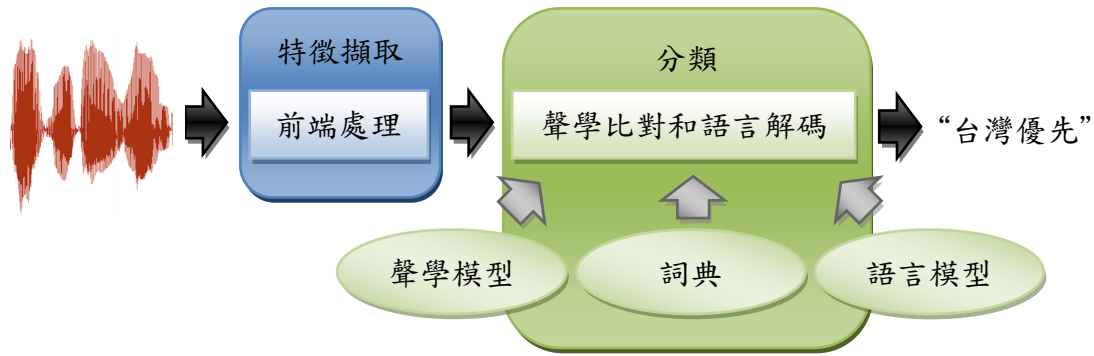 特徵擷取
前端處理
分類
聲學比對和語言解碼
“台灣優先”
聲學模型
詞典
語言模型